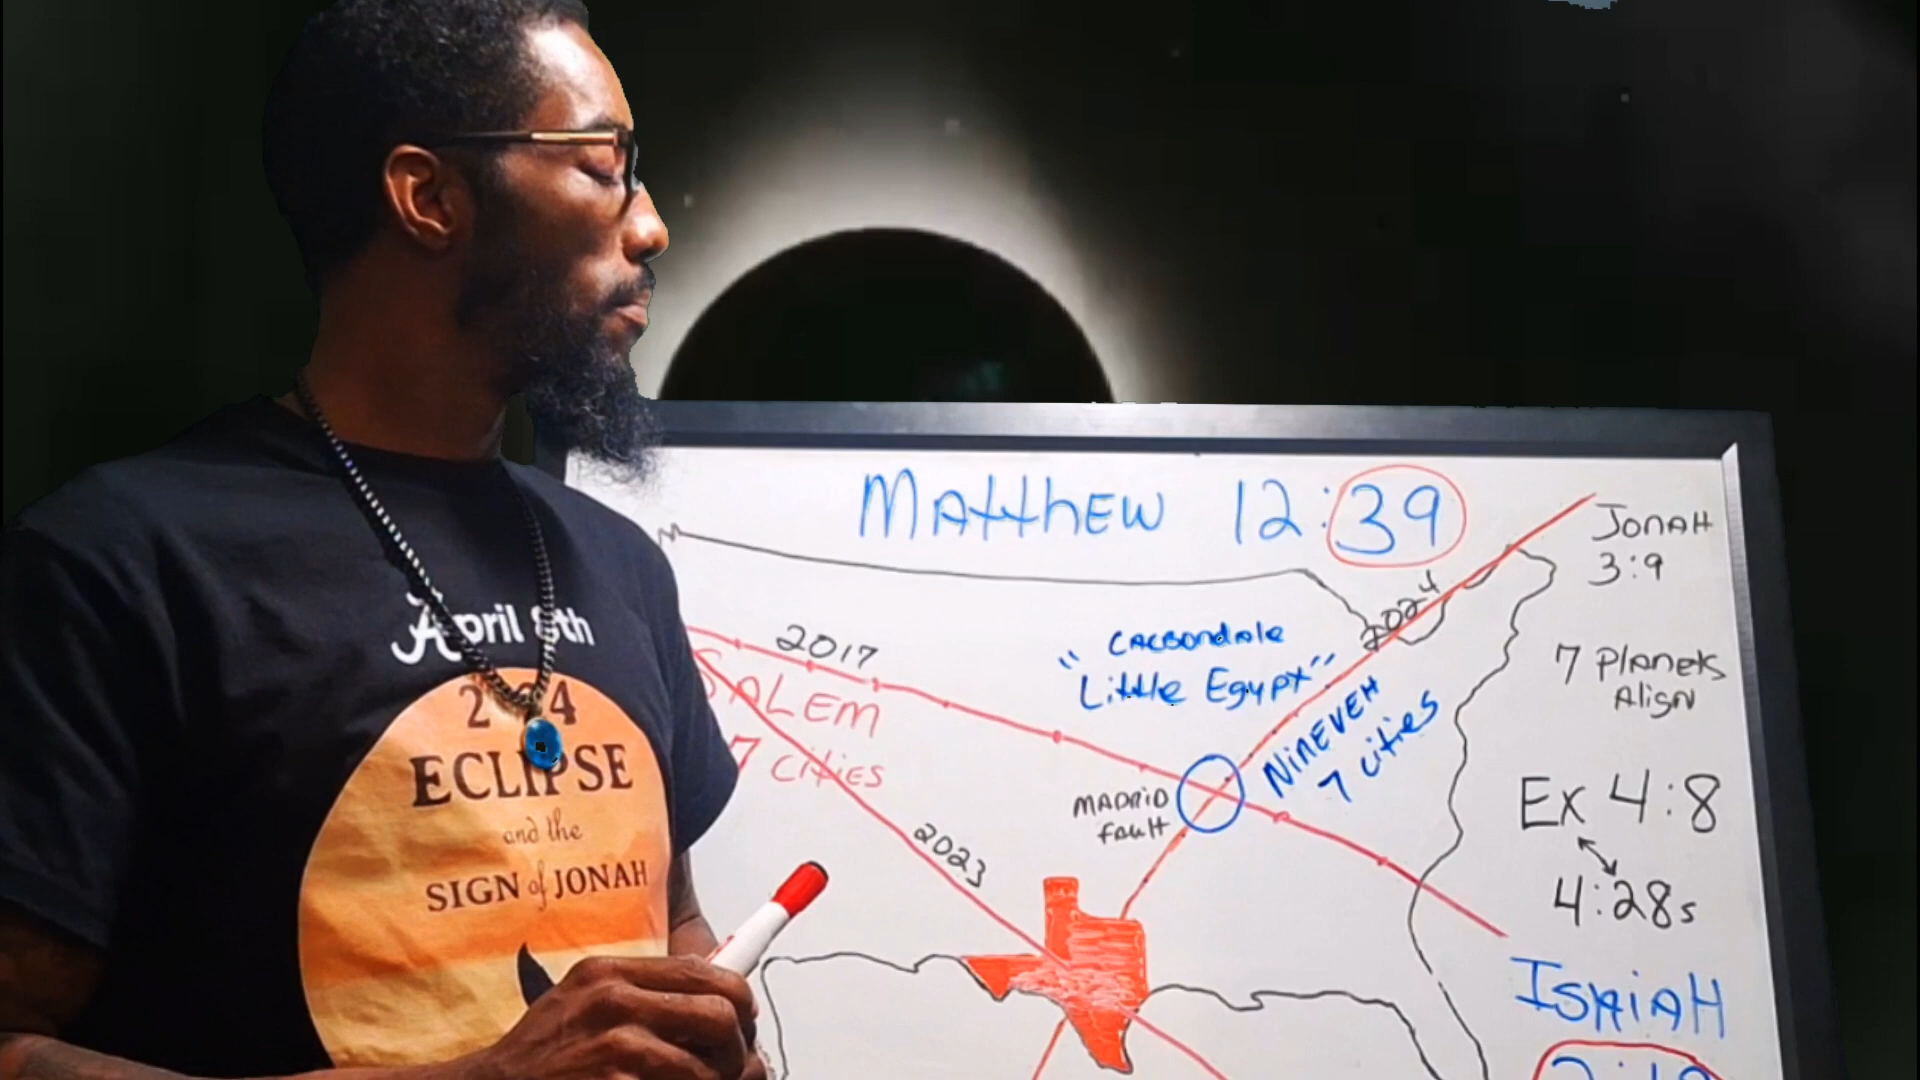 April 8th
2024
ECLIPSE
and the
SIGN of JONAH
Matthew 12:39
JONAH
3:9
2024
2017
"CARBONDALE
Little Egypt"
SALEM
7 cities
NINEVEH
7 cities
7 Planets
Align
MADRID
fault
2023
Ex 4:8
4:28s
ISAIAH